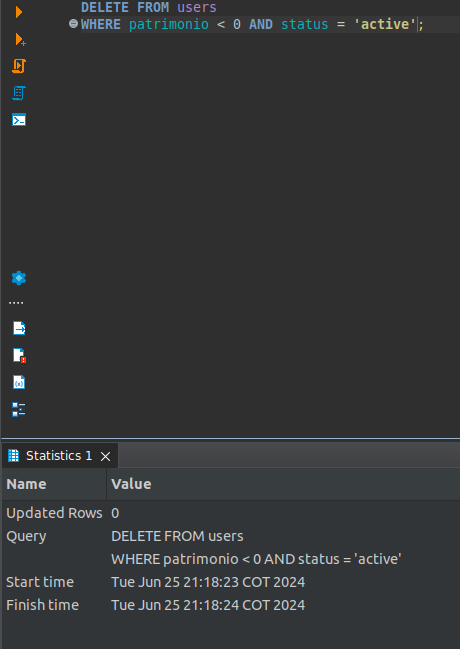 DELETE FROM users
WHERE patrimonio < 0 AND status = 'active';
Statistics 1
Name Value
Updated Rows 0
Query DELETE FROM users
WHERE patrimonio < 0 AND status = 'active'
Start time Tue Jun 25 21:18:23 COT 2024
Finish time Tue Jun 25 21:18:24 COT 2024